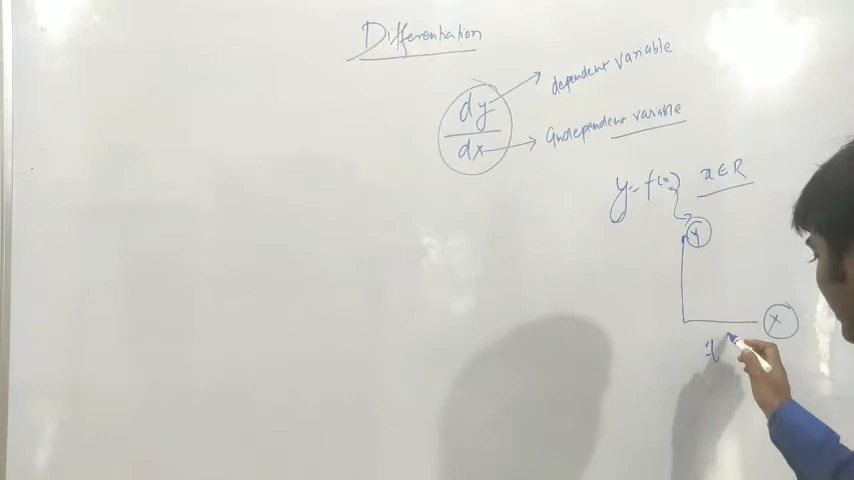 Differentiation
dy
dx
dependent variable
independent variable
y = f(x) x ∈ R
y
x